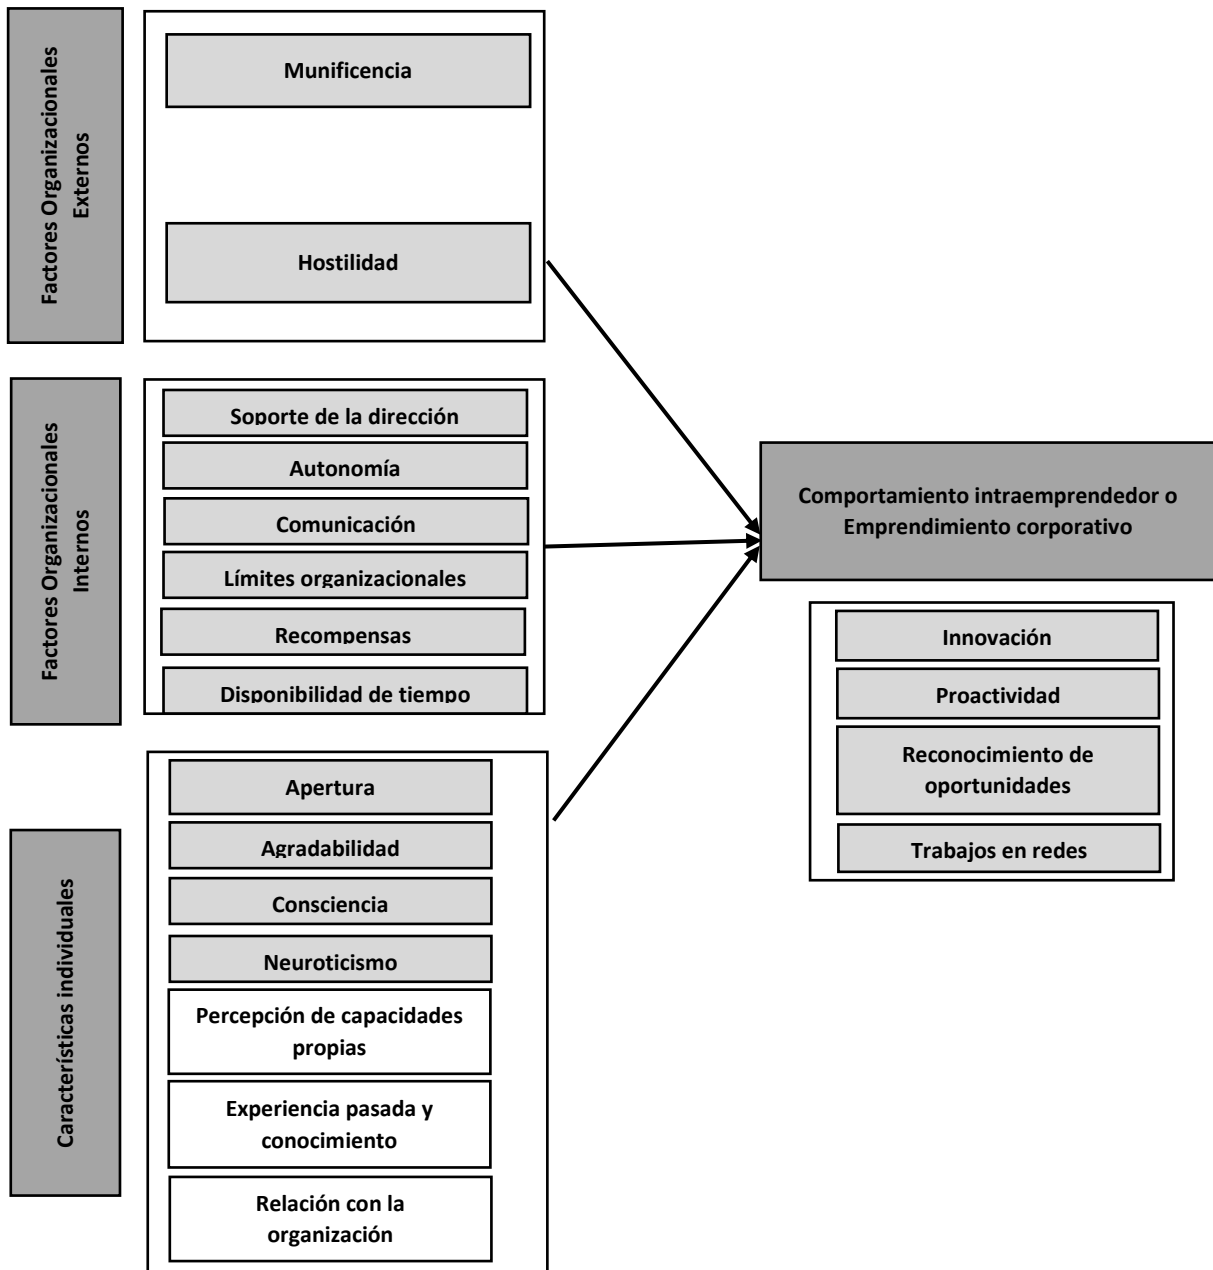 Factores Organizacionales
Externos
Munificencia
Hostilidad
Factores Organizacionales
Internos
Soporte de la dirección
Autonomía
Comunicación
Límites organizacionales
Recompensas
Disponibilidad de tiempo
Características individuales
Apertura
Agradabilidad
Consciencia
Neuroticismo
Percepción de capacidades
propias
Experiencia pasada y
conocimiento
Relación con la
organización
Comportamiento intraemprendedor o
Emprendimiento corporativo
Innovación
Proactividad
Reconocimiento de
oportunidades
Trabajos en redes